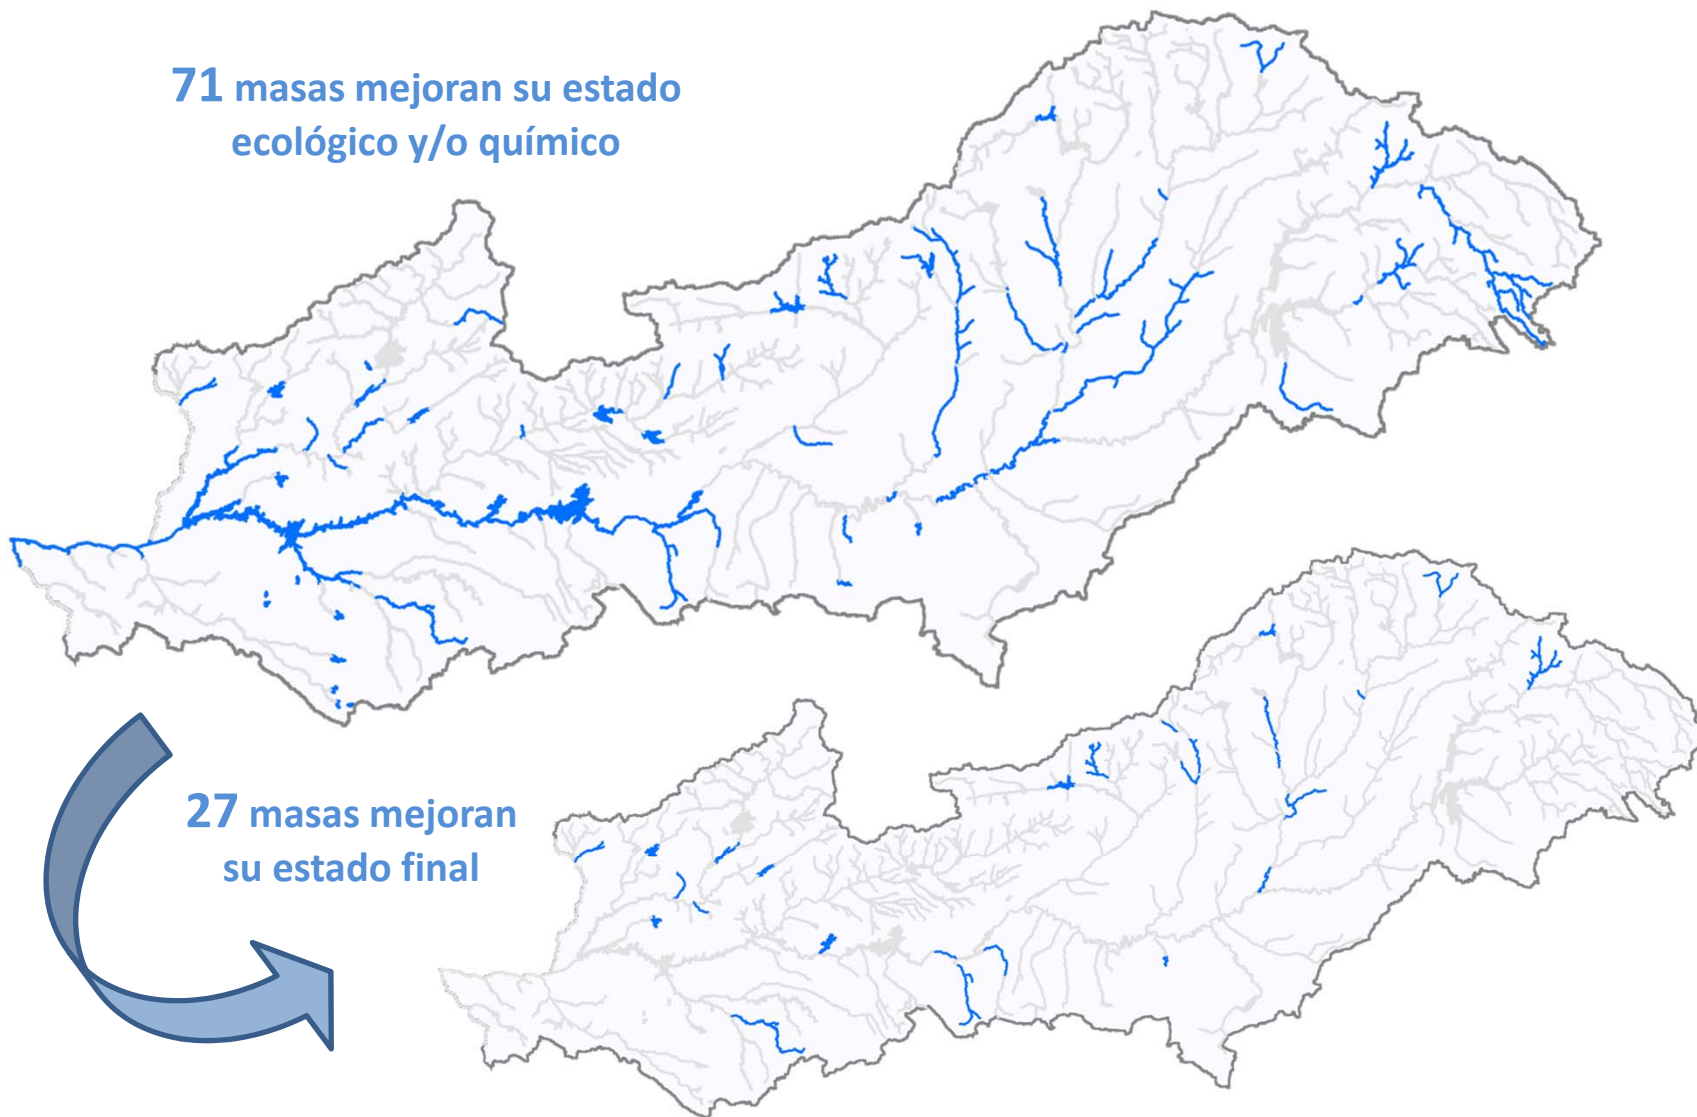 71 masas mejoran su estado
ecológico y/o químico
27 masas mejoran
su estado final